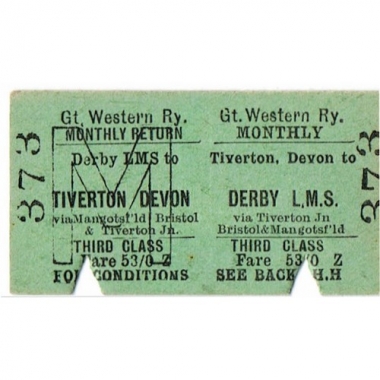 373
Gt. Western Ry.
MONTHLY RETURN
Derby LMS to
TIVERTON DEVON
via Mangotsf'ld Bristol
& Tiverton Jn.
THIRD CLASS
Fare 53/0 Z
FOR CONDITIONS
M
Gt. Western Ry.
MONTHLY
Tiverton, Devon to
DERBY L.M.S.
via Tiverton Jn
Bristol & Mangotsf'ld
THIRD CLASS
Fare 53/0 Z
SEE BACK H.H
373